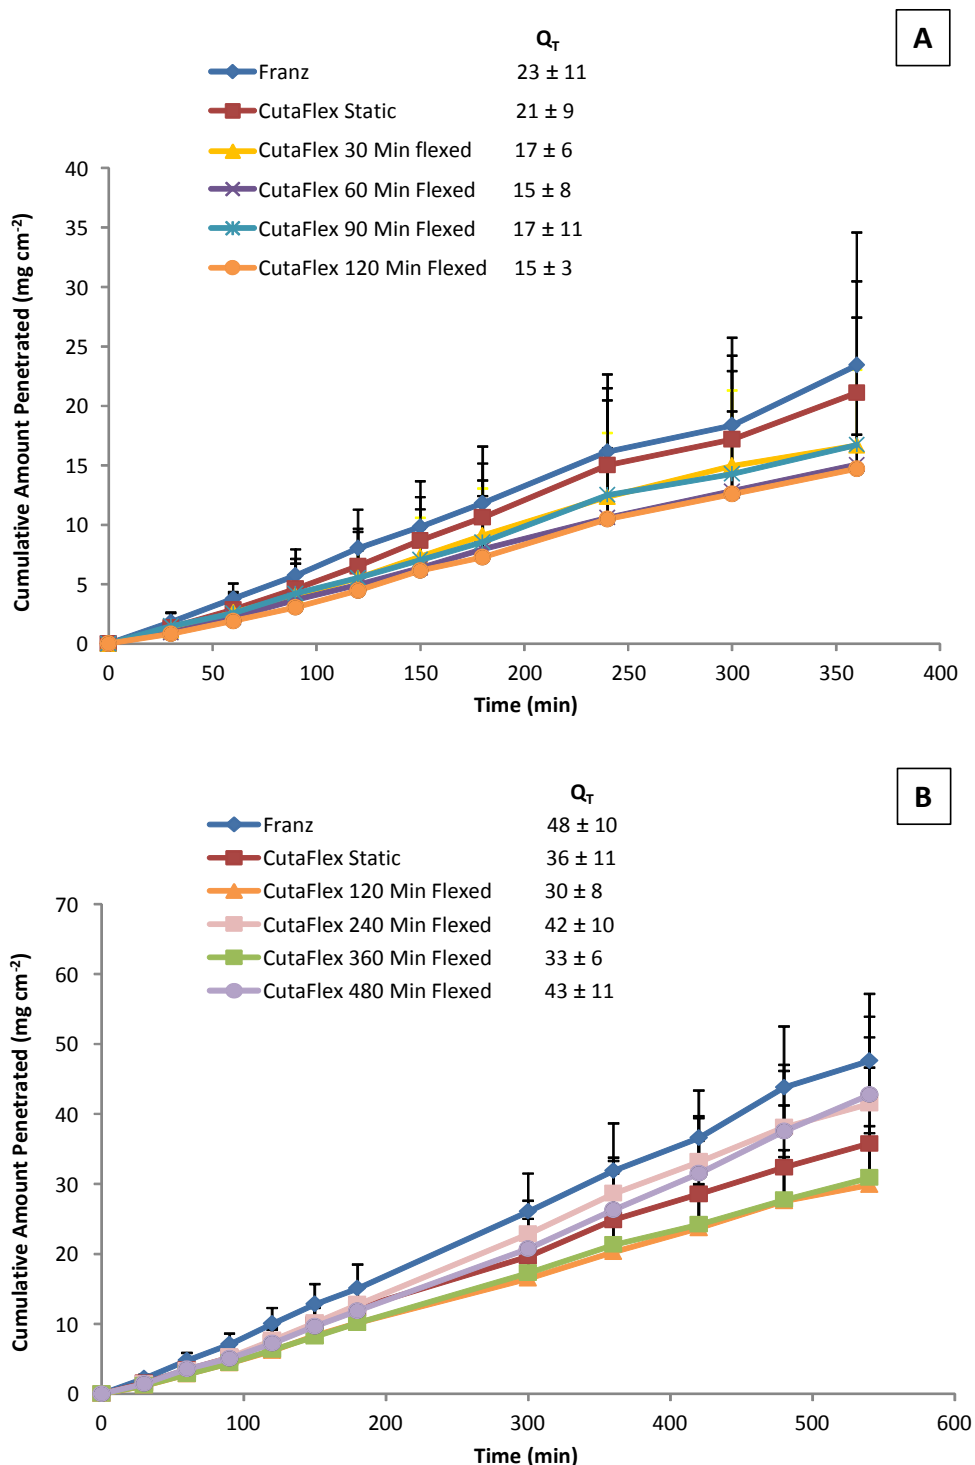 A
Q_T
Franz 23 ± 11
CutaFlex Static 21 ± 9
CutaFlex 30 Min flexed 17 ± 6
CutaFlex 60 Min Flexed 15 ± 8
CutaFlex 90 Min Flexed 17 ± 11
CutaFlex 120 Min Flexed 15 ± 3
Cumulative Amount Penetrated (mg cm⁻²)
40
35
30
25
20
15
10
5
0
0 50 100 150 200 250 300 350 400
Time (min)
B
Q_T
Franz 48 ± 10
CutaFlex Static 36 ± 11
CutaFlex 120 Min Flexed 30 ± 8
CutaFlex 240 Min Flexed 42 ± 10
CutaFlex 360 Min Flexed 33 ± 6
CutaFlex 480 Min Flexed 43 ± 11
Cumulative Amount Penetrated (mg cm⁻²)
70
60
50
40
30
20
10
0
0 100 200 300 400 500 600
Time (min)